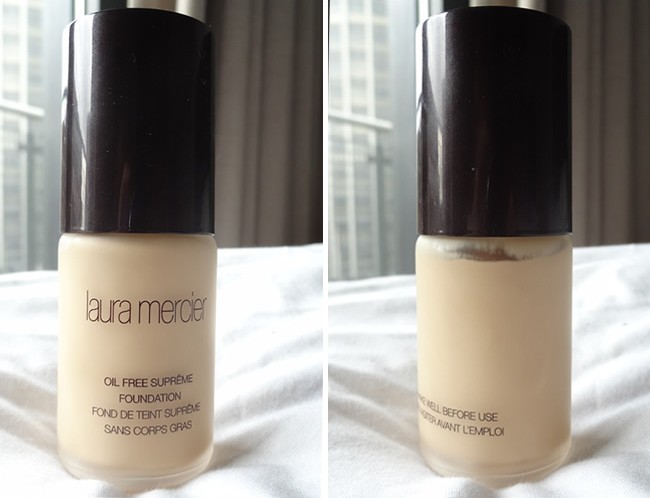 laura mercier
OIL FREE SUPRÊME
FOUNDATION
FOND DE TEINT SUPRÊME
SANS CORPS GRAS
WELL BEFORE USE
AVANT L'EMPLOI